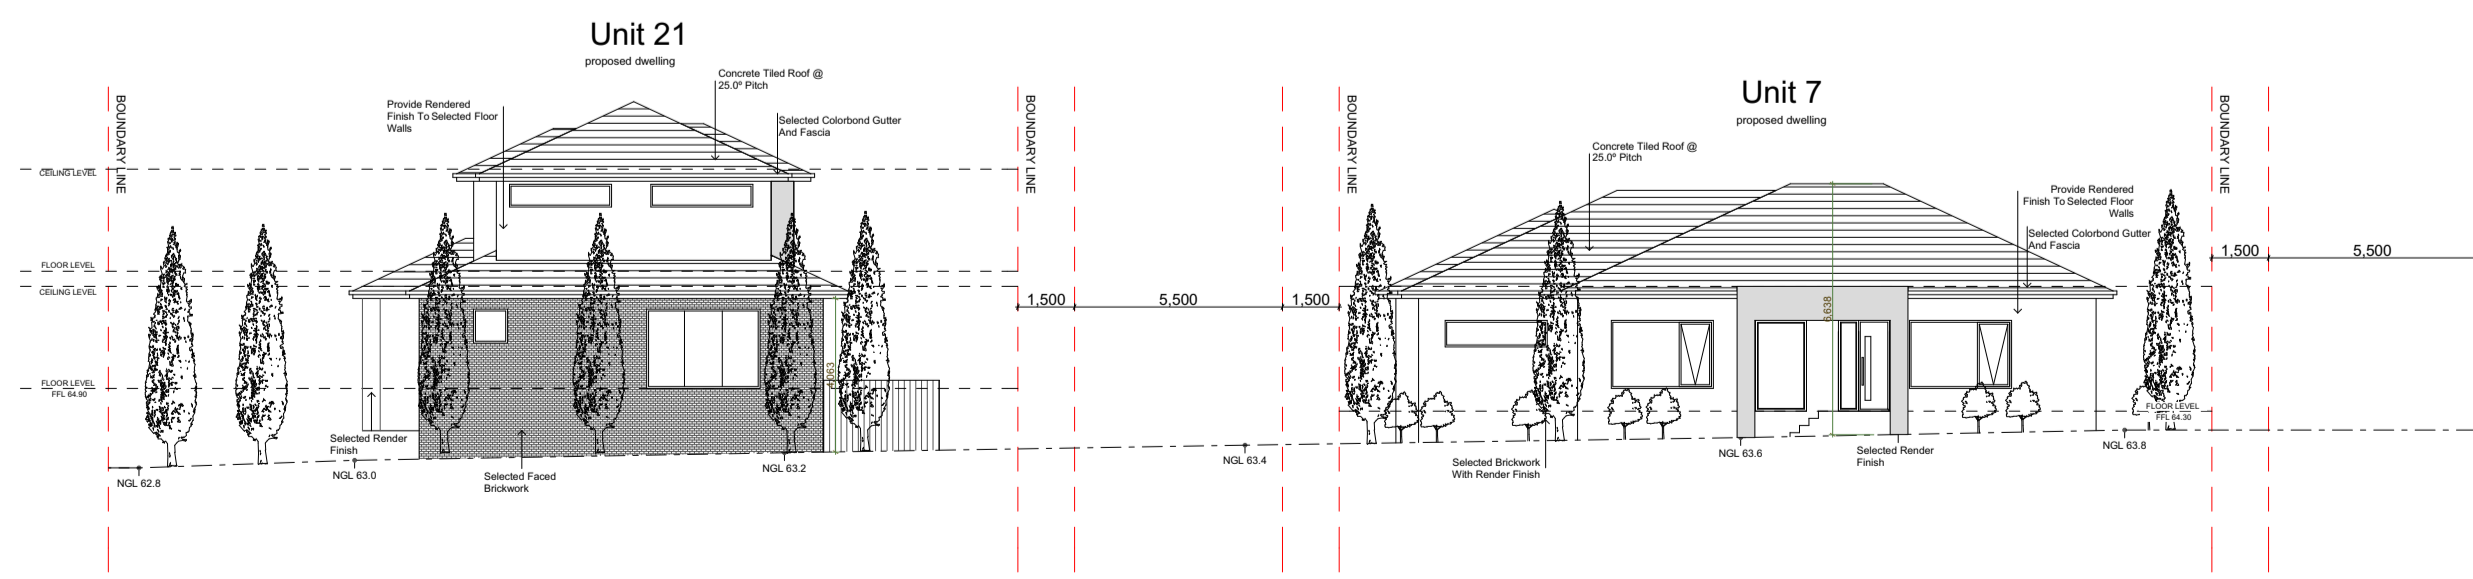 Unit 21
proposed dwelling
Concrete Tiled Roof @
25.0º Pitch
Provide Rendered
Finish To Selected Floor
Walls
Selected Colorbond Gutter
And Fascia
BOUNDARY LINE
CEILING LEVEL
FLOOR LEVEL
CEILING LEVEL
FLOOR LEVEL
FFL 64.90
4,063
Selected Render
Finish
Selected Faced
Brickwork
NGL 62.8
NGL 63.0
NGL 63.2
BOUNDARY LINE
1,500
5,500
1,500
NGL 63.4
BOUNDARY LINE
Unit 7
proposed dwelling
Concrete Tiled Roof @
25.0º Pitch
Provide Rendered
Finish To Selected Floor
Walls
Selected Colorbond Gutter
And Fascia
6,638
FLOOR LEVEL
FFL 64.30
Selected Brickwork
With Render Finish
NGL 63.6
Selected Render
Finish
NGL 63.8
BOUNDARY LINE
1,500
5,500